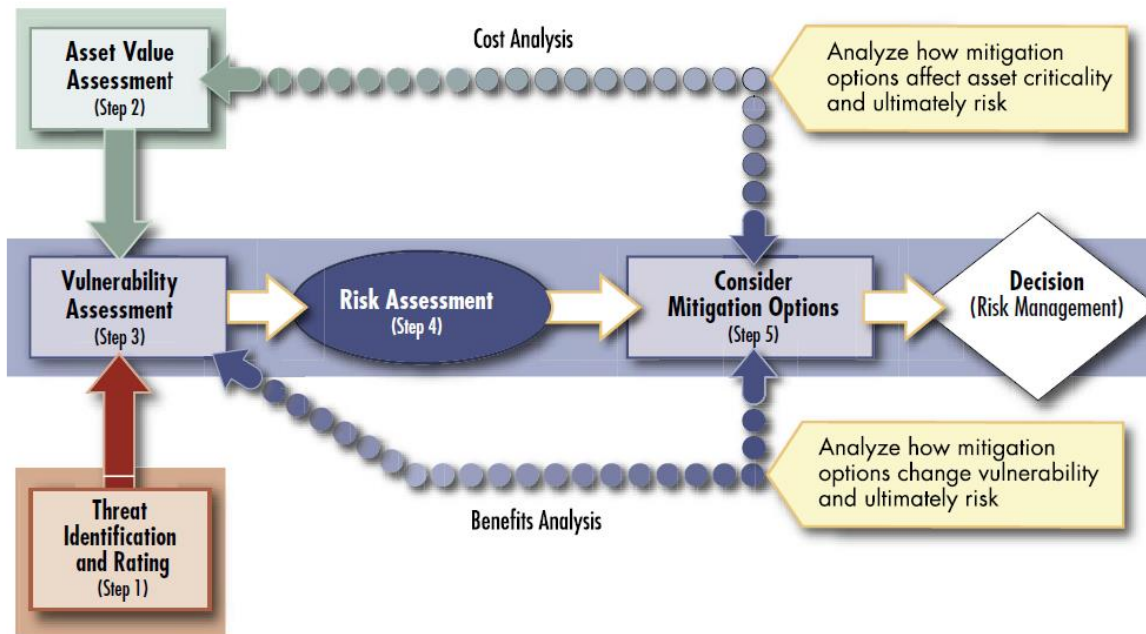 Asset Value
Assessment
(Step 2)
Cost Analysis
Analyze how mitigation
options affect asset criticality
and ultimately risk
Vulnerability
Assessment
(Step 3)
Risk Assessment
(Step 4)
Consider
Mitigation Options
(Step 5)
Decision
(Risk Management)
Threat
Identification
and Rating
(Step 1)
Benefits Analysis
Analyze how mitigation
options change vulnerability
and ultimately risk